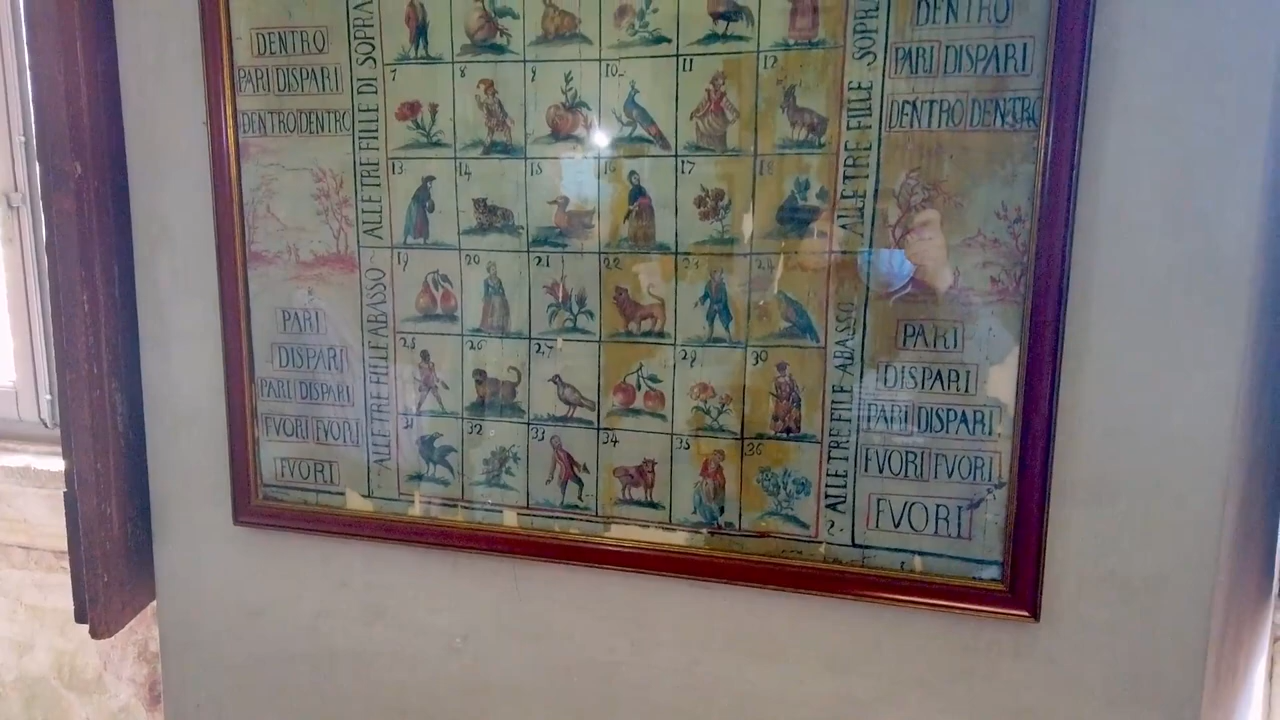 DENTRO
PARI DISPARI
DENTRO DENTRO
PARI
DISPARI
PARI DISPARI
FVORI FVORI
FVORI
ALLE TRE FILLE DI SOPRA
ALLE TRE FILLE ABASSO
7 8 9 10 11 12
13 14 15 16 17 18
19 20 21 22 23 24
25 26 27 29 30
31 32 33 34 35 36
ALLE TRE FILLE SOPRA
ALLE TRE FILE ABASSO
DENTRO
PARI DISPARI
DENTRO DENTRO
PARI
DISPARI
PARI DISPARI
FVORI FVORI
FVORI